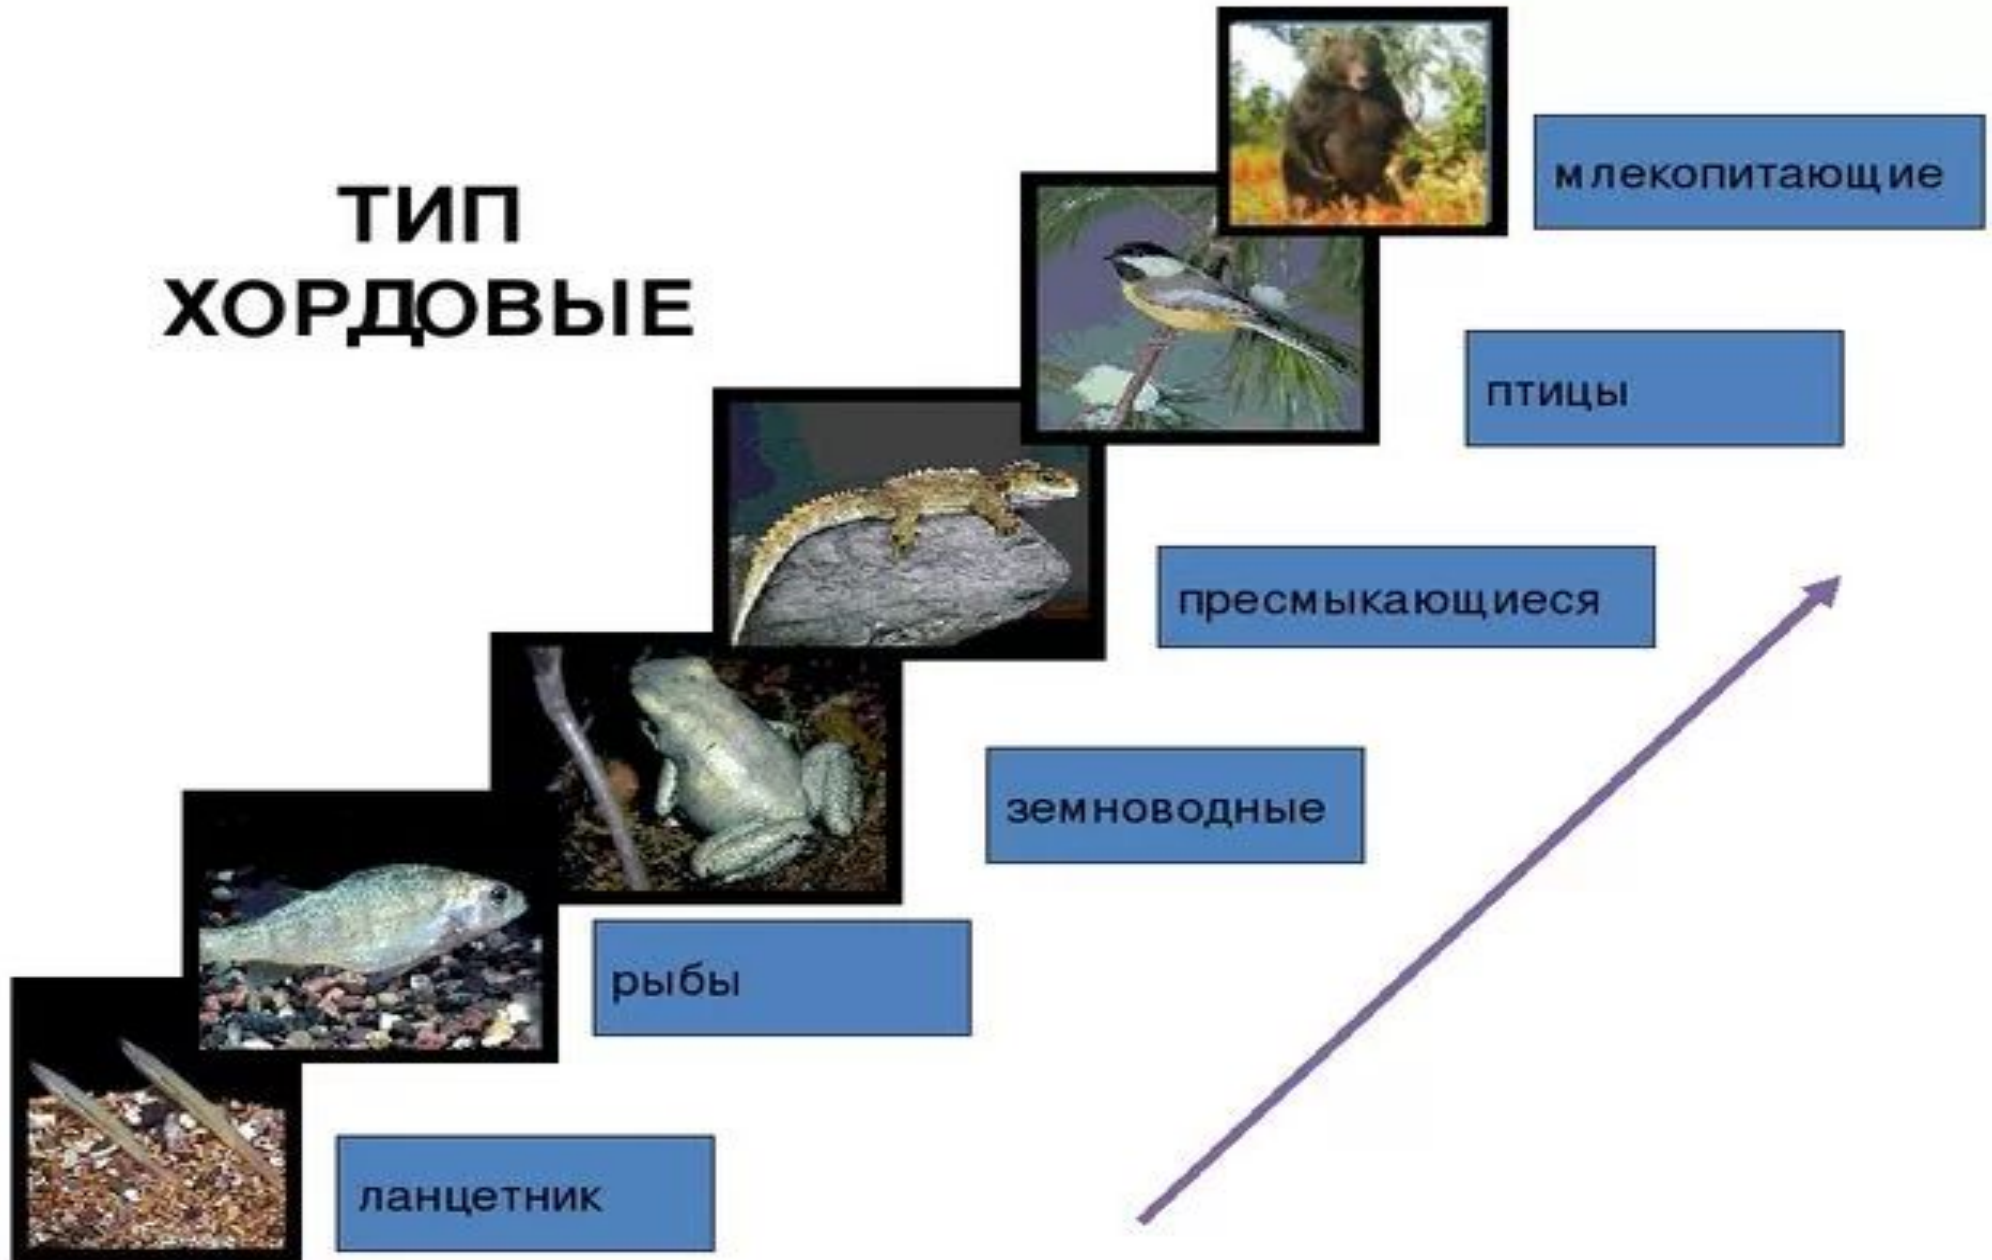 ТИП
ХОРДОВЫЕ
млекопитающие
птицы
пресмыкающиеся
земноводные
рыбы
ланцетник